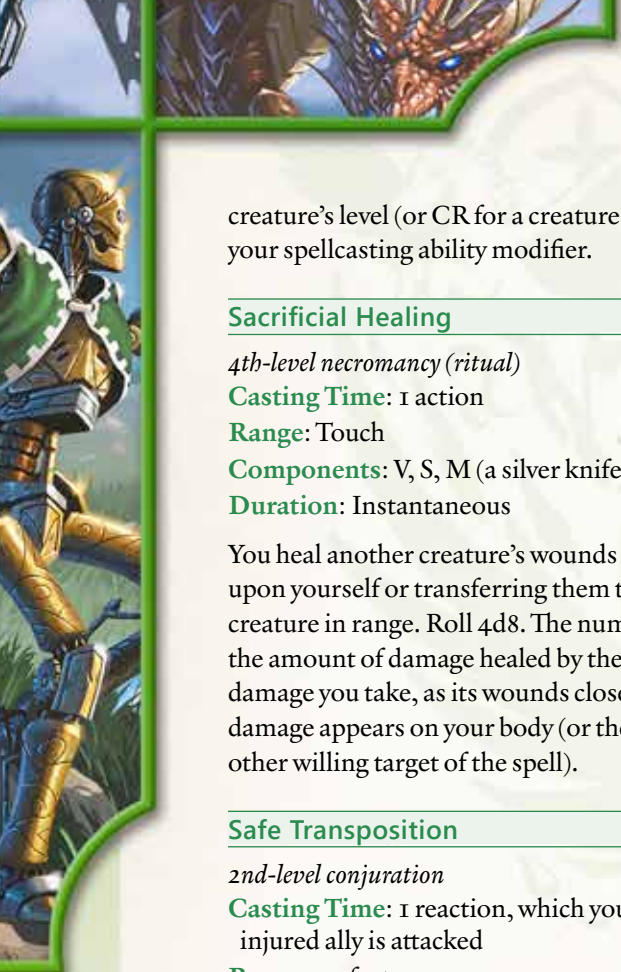 creature’s level (or CR for a creature
your spellcasting ability modifier.
Sacrificial Healing
4th-level necromancy (ritual)
Casting Time: 1 action
Range: Touch
Components: V, S, M (a silver knife
Duration: Instantaneous
You heal another creature’s wounds
upon yourself or transferring them
creature in range. Roll 4d8. The
the amount of damage healed by the
damage you take, as its wounds close
damage appears on your body (or
other willing target of the spell).
Safe Transposition
2nd-level conjuration
Casting Time: 1 reaction, which you
injured ally is attacked